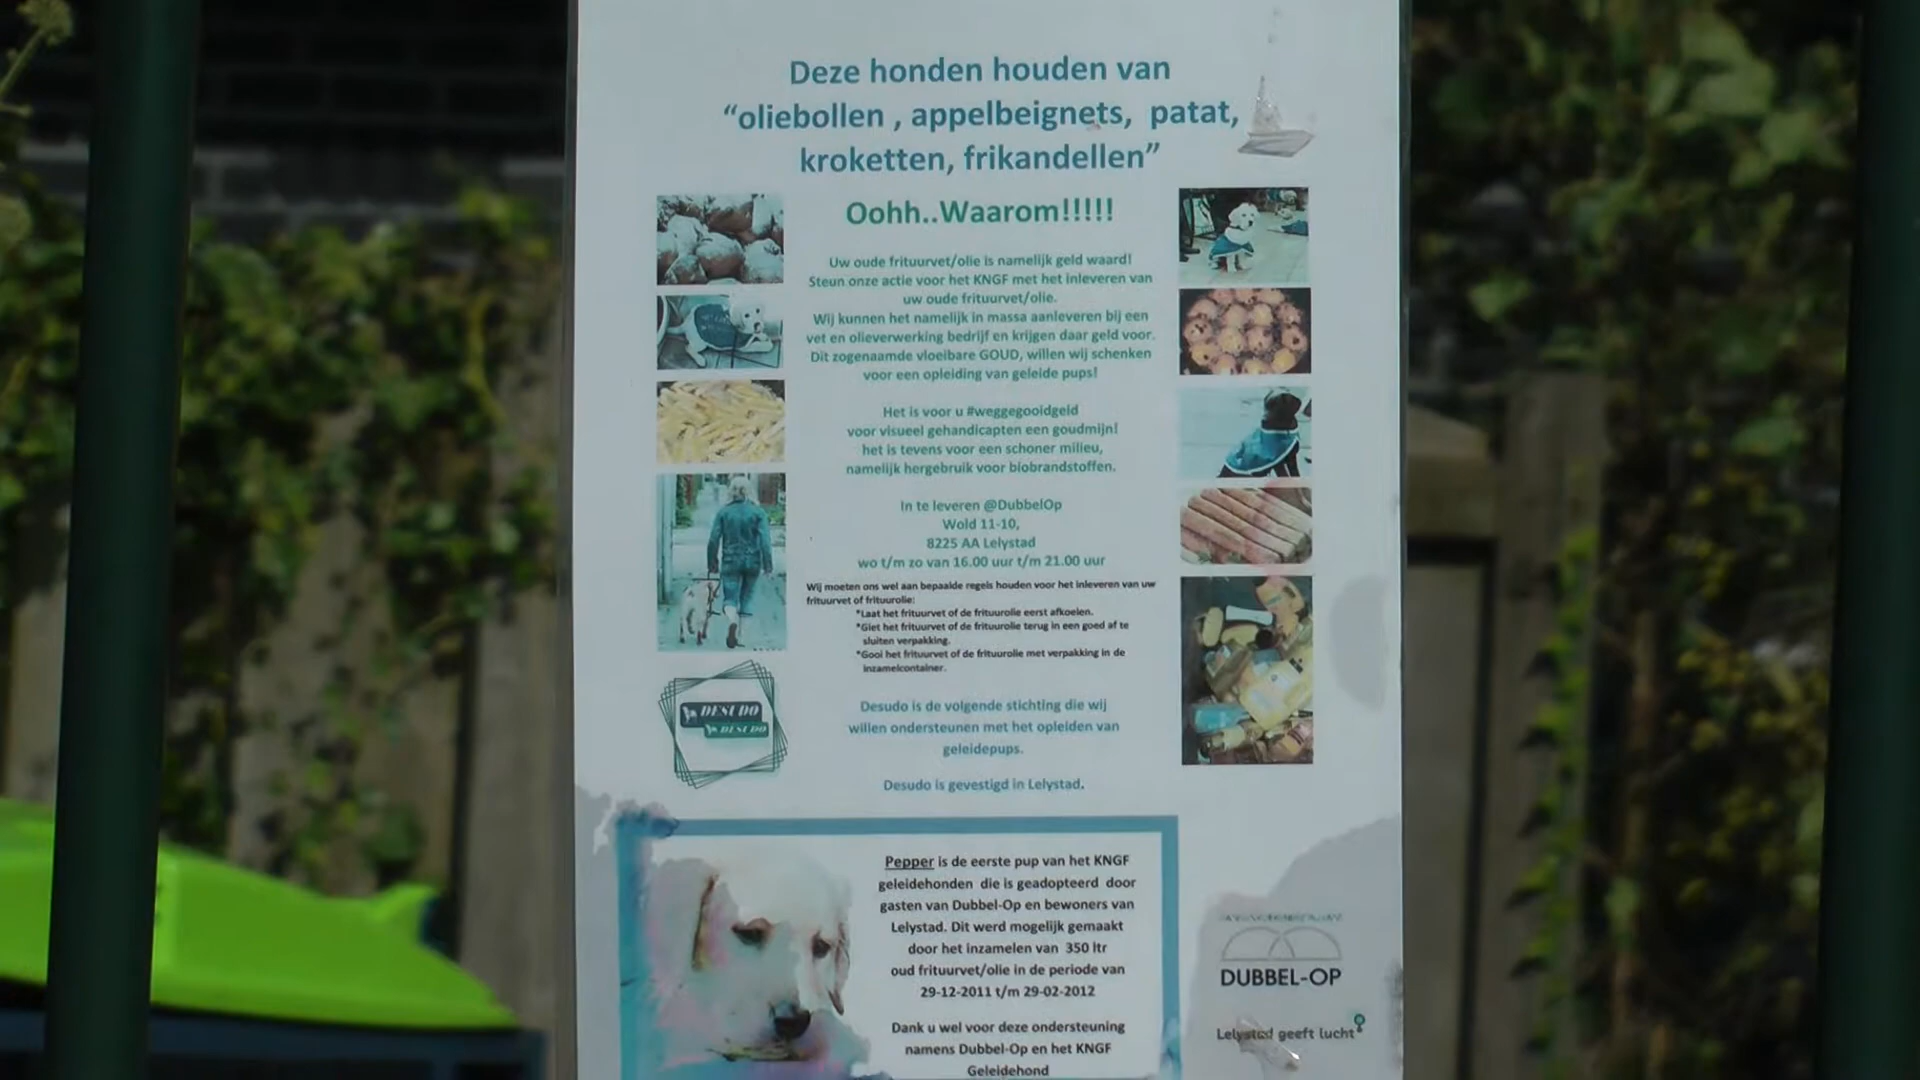 Deze honden houden van
“oliebollen , appelbeignets, patat,
kroketten, frikandellen”
Oohh..Waarom!!!!!
Uw oude frituurvet/olie is namelijk geld waard!
Steun onze actie voor het KNGF met het inleveren van
uw oude frituurvet/olie.
Wij kunnen het namelijk in massa aanleveren bij een
vet en olieverwerking bedrijf en krijgen daar geld voor.
Dit zogenaamde vloeibare GOUD, willen wij schenken
voor een opleiding van geleide pups!
Het is voor u #weggegooidgeld
voor visueel gehandicapten een goudmijn!
het is tevens voor een schoner milieu,
namelijk hergebruik voor biobrandstoffen.
In te leveren @DubbelOp
Wold 11-10,
8225 AA Lelystad
wo t/m zo van 16.00 uur t/m 21.00 uur
Wij moeten ons wel aan bepaalde regels houden voor het inleveren van uw
frituurvet of frituurolie:
*Laat het frituurvet of de frituurolie eerst afkoelen.
*Giet het frituurvet of de frituurolie terug in een goed af te
sluiten verpakking.
*Gooi het frituurvet of de frituurolie met verpakking in de
inzamelcontainer.
DESUDO
DESUDO
Desudo is de volgende stichting die wij
willen ondersteunen met het opleiden van
geleidepups.
Desudo is gevestigd in Lelystad.
Pepper is de eerste pup van het KNGF
geleidehonden die is geadopteerd door
gasten van Dubbel-Op en bewoners van
Lelystad. Dit werd mogelijk gemaakt
door het inzamelen van 350 ltr
oud frituurvet/olie in de periode van
29-12-2011 t/m 29-02-2012
Dank u wel voor deze ondersteuning
namens Dubbel-Op en het KNGF
Geleidehond
DUBBEL-OP
Lelystad geeft lucht